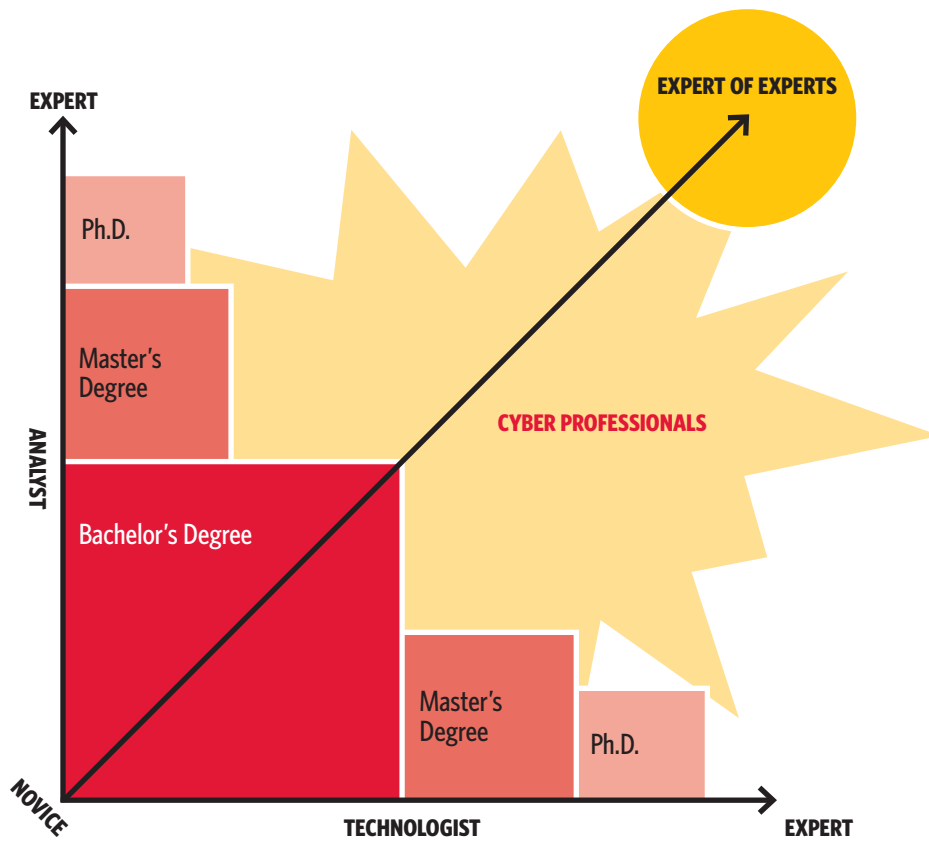 EXPERT OF EXPERTS
EXPERT
Ph.D.
Master’s
Degree
CYBER PROFESSIONALS
ANALYST
Bachelor’s Degree
Master’s
Degree
Ph.D.
NOVICE
TECHNOLOGIST
EXPERT